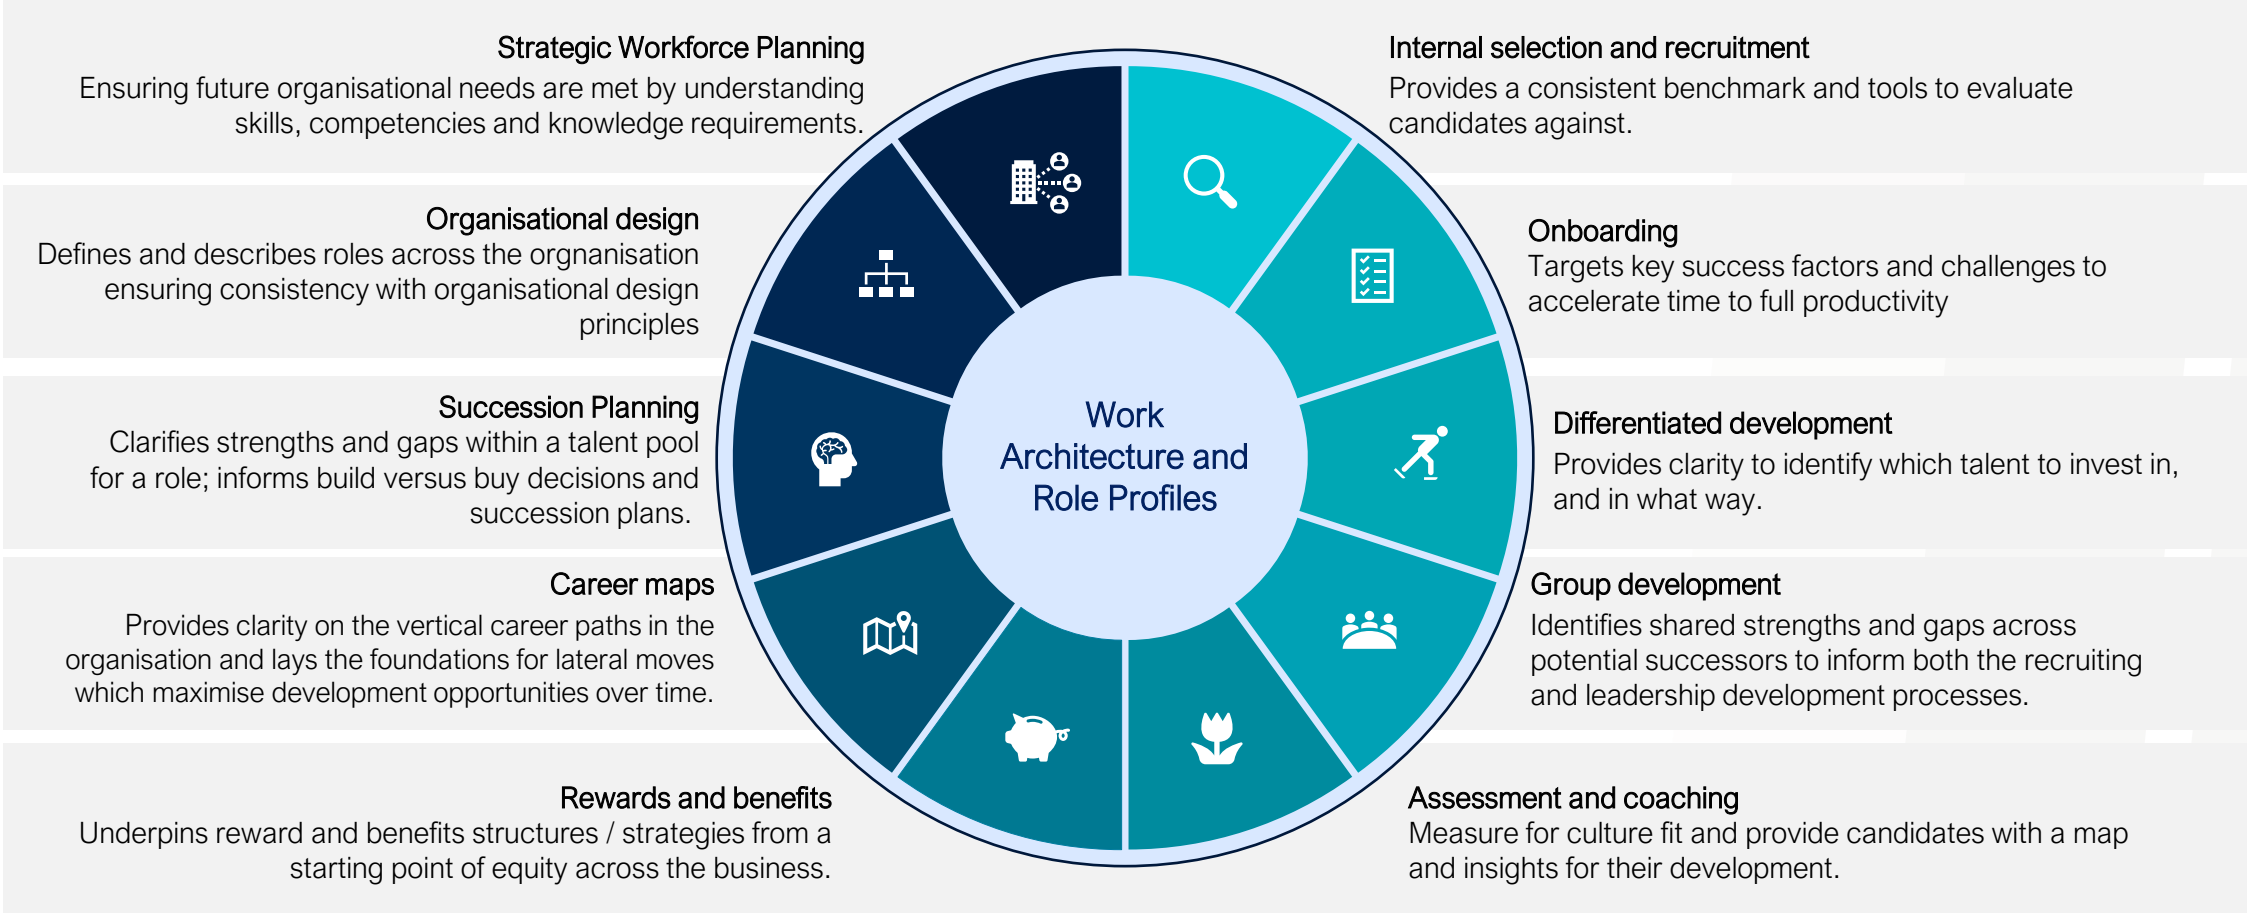 Strategic Workforce Planning
Ensuring future organisational needs are met by understanding
skills, competencies and knowledge requirements.
Organisational design
Defines and describes roles across the orgnanisation
ensuring consistency with organisational design
principles
Succession Planning
Clarifies strengths and gaps within a talent pool
for a role; informs build versus buy decisions and
succession plans.
Career maps
Provides clarity on the vertical career paths in the
organisation and lays the foundations for lateral moves
which maximise development opportunities over time.
Rewards and benefits
Underpins reward and benefits structures / strategies from a
starting point of equity across the business.
Work
Architecture and
Role Profiles
Internal selection and recruitment
Provides a consistent benchmark and tools to evaluate
candidates against.
Onboarding
Targets key success factors and challenges to
accelerate time to full productivity
Differentiated development
Provides clarity to identify which talent to invest in,
and in what way.
Group development
Identifies shared strengths and gaps across
potential successors to inform both the recruiting
and leadership development processes.
Assessment and coaching
Measure for culture fit and provide candidates with a map
and insights for their development.